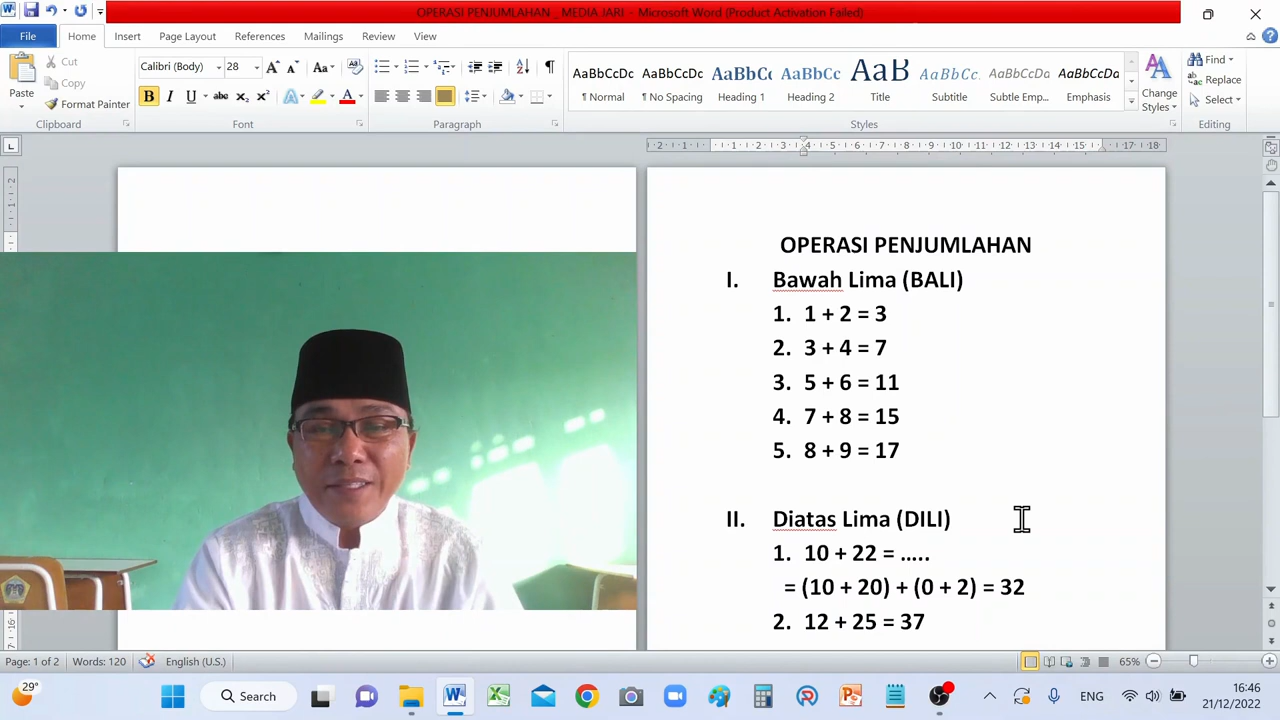 OPERASI PENJUMLAHAN _ MEDIA JARI - Microsoft Word (Product Activation Failed)
File Home Insert Page Layout References Mailings Review View
Cut
Copy
Format Painter
Paste
Clipboard
Calibri (Body) 28
Font
Paragraph
AaBbCcDc AaBbCcDc AaBbCc AaBbCc AaB AaBbCc. AaBbCcDc AaBbCcDc
¶ Normal ¶ No Spacing Heading 1 Heading 2 Title Subtitle Subtle Emp... Emphasis
Styles
Change Styles
Find
Replace
Select
Editing
OPERASI PENJUMLAHAN
I. Bawah Lima (BALI)
1. 1 + 2 = 3
2. 3 + 4 = 7
3. 5 + 6 = 11
4. 7 + 8 = 15
5. 8 + 9 = 17
II. Diatas Lima (DILI)
1. 10 + 22 = .....
= (10 + 20) + (0 + 2) = 32
2. 12 + 25 = 37
Page: 1 of 2 Words: 120 English (U.S.) 65%
29° Search ENG 16:46
21/12/2022